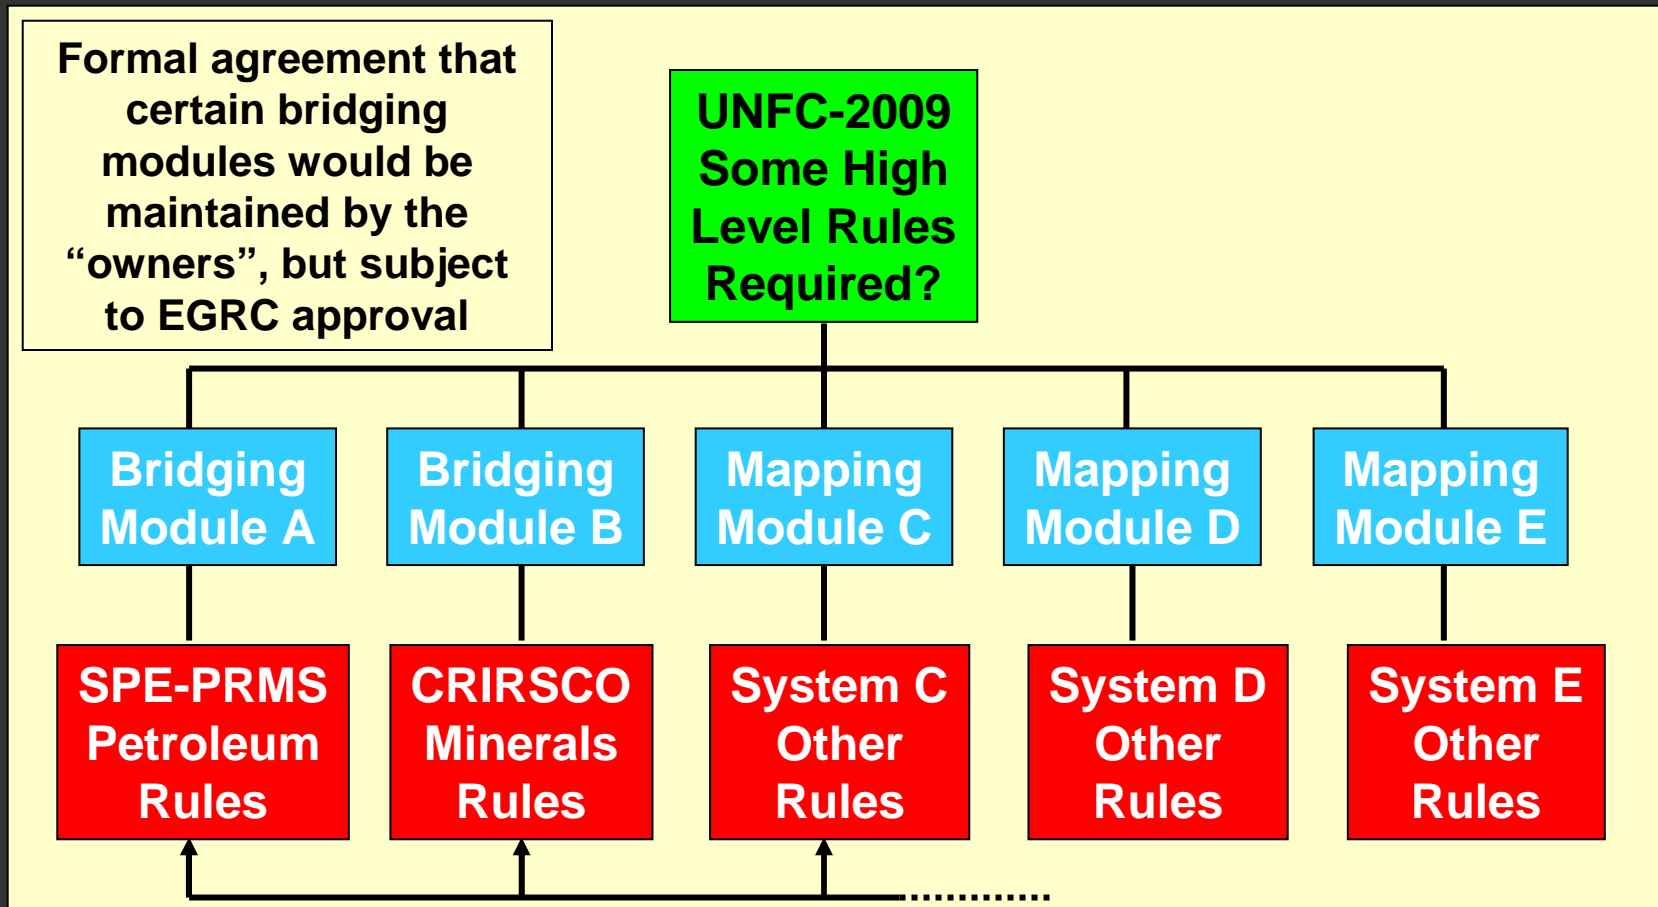 Formal agreement that
certain bridging
modules would be
maintained by the
“owners”, but subject
to EGRC approval
UNFC-2009
Some High
Level Rules
Required?
Bridging
Module A
Bridging
Module B
Mapping
Module C
Mapping
Module D
Mapping
Module E
SPE-PRMS
Petroleum
Rules
CRIRSCO
Minerals
Rules
System C
Other
Rules
System D
Other
Rules
System E
Other
Rules